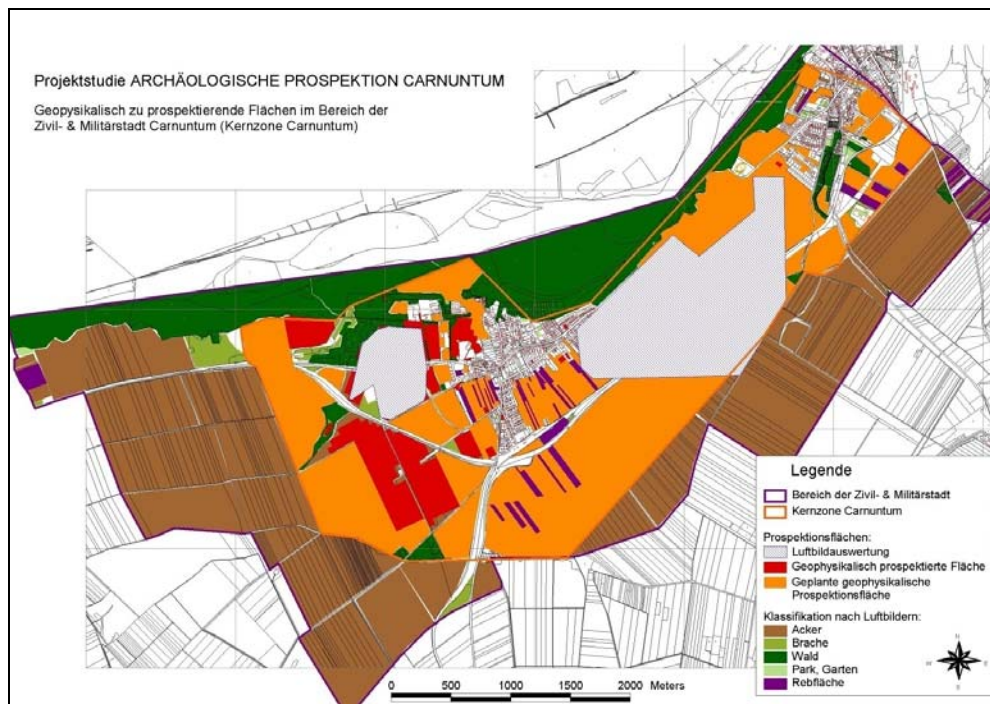 Projektstudie ARCHÄOLOGISCHE PROSPEKTION CARNUNTUM
Geopysikalisch zu prospektierende Flächen im Bereich der
Zivil- & Militärstadt Carnuntum (Kernzone Carnuntum)
Legende
Bereich der Zivil- & Militärstadt
Kernzone Carnuntum
Prospektionsflächen:
Luftbildauswertung
Geophysikalisch prospektierte Fläche
Geplante geophysikalische
Prospektionsfläche
Klassifikation nach Luftbildern:
Acker
Brache
Wald
Park, Garten
Rebfläche
N
W E
S
0 500 1000 1500 2000 Meters